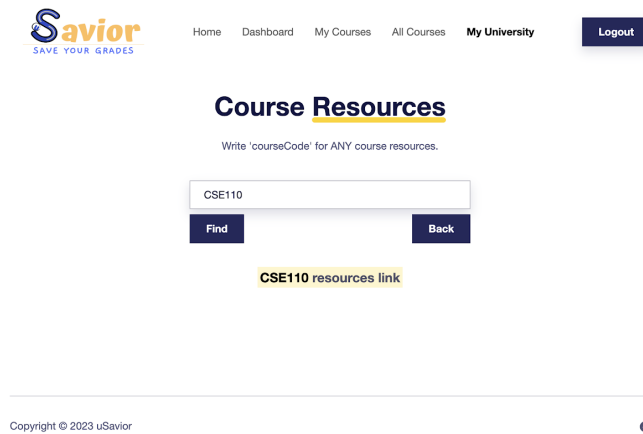 Savior
SAVE YOUR GRADES
Home Dashboard My Courses All Courses My University Logout
Course Resources
Write 'courseCode' for ANY course resources.
CSE110
Find Back
CSE110 resources link
Copyright © 2023 uSavior